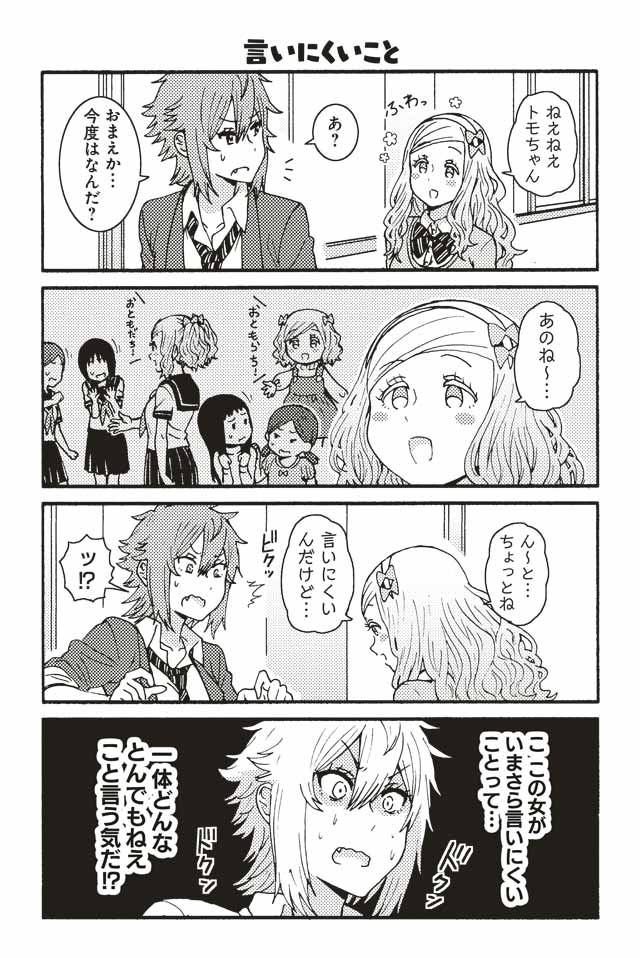 言いにくいこと
ねえねえ
トモちゃん
ふわっ
あ?
おまえか…
今度はなんだ?
あのね〜…
おともらち…
おともだち…
ん〜と…
ちょっとね
言いにくい
んだけど…
ビクッ
ッ!?
こ この女が
いまさら言いにくい
ことって…
ドクン
一体どんな
とんでもねえ
こと言う気だ!?
ドクン